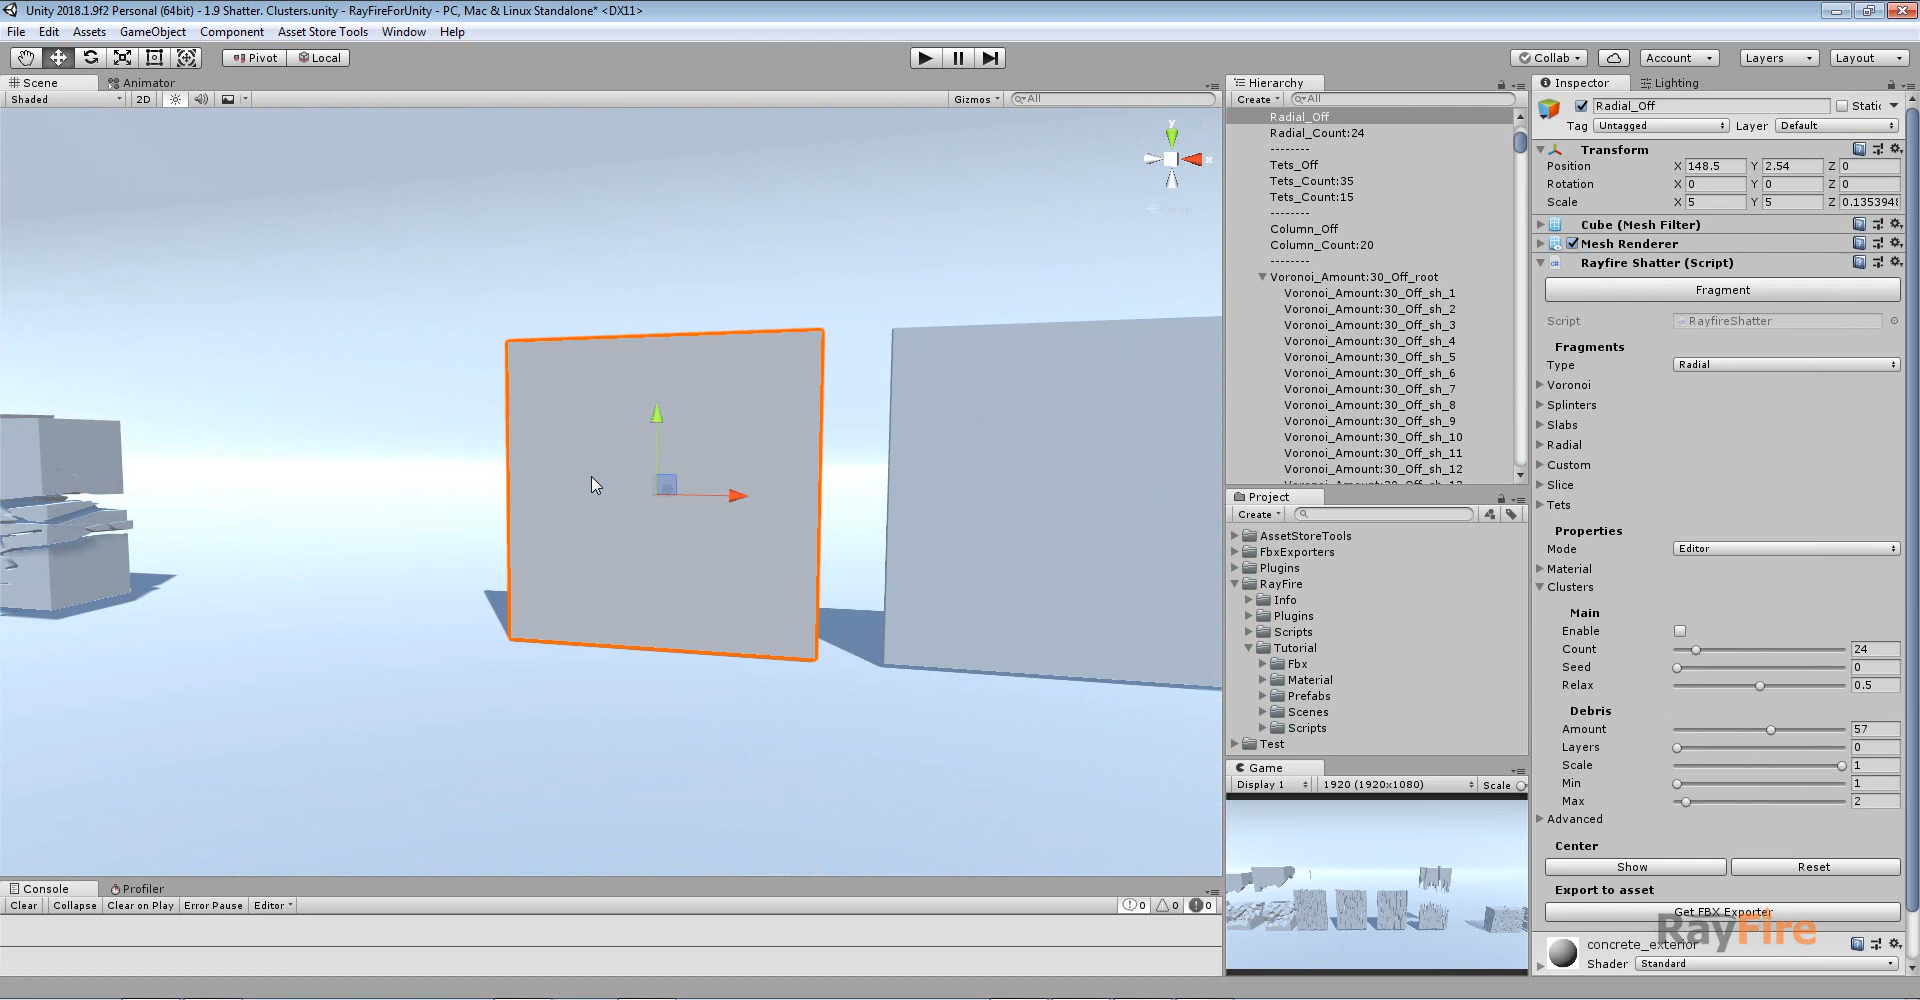 Unity 2018.1.9f2 Personal (64bit) - 1.9 Shatter. Clusters.unity - RayFireForUnity - PC, Mac & Linux Standalone* <DX11>
File Edit Assets GameObject Component Asset Store Tools Window Help
Pivot Local Collab Account Layers Layout
Scene Animator
Shaded 2D Gizmos All
y
x
Hierarchy
Create All
Radial_Off
Radial_Count:24
--------
Tets_Off
Tets_Count:35
Tets_Count:15
--------
Column_Off
Column_Count:20
--------
Voronoi_Amount:30_Off_root
Voronoi_Amount:30_Off_sh_1
Voronoi_Amount:30_Off_sh_2
Voronoi_Amount:30_Off_sh_3
Voronoi_Amount:30_Off_sh_4
Voronoi_Amount:30_Off_sh_5
Voronoi_Amount:30_Off_sh_6
Voronoi_Amount:30_Off_sh_7
Voronoi_Amount:30_Off_sh_8
Voronoi_Amount:30_Off_sh_9
Voronoi_Amount:30_Off_sh_10
Voronoi_Amount:30_Off_sh_11
Voronoi_Amount:30_Off_sh_12
Project
Create
AssetStoreTools
FbxExporters
Plugins
RayFire
Info
Plugins
Scripts
Tutorial
Fbx
Material
Prefabs
Scenes
Scripts
Test
Game
Display 1 1920 (1920x1080) Scale
Inspector Lighting
Radial_Off Static
Tag Untagged Layer Default
Transform
Position X 148.5 Y 2.54 Z 0
Rotation X 0 Y 0 Z 0
Scale X 5 Y 5 Z 0.1353948
Cube (Mesh Filter)
Mesh Renderer
Rayfire Shatter (Script)
Fragment
Script RayfireShatter
Fragments
Type Radial
Voronoi
Splinters
Slabs
Radial
Custom
Slice
Tets
Properties
Mode Editor
Material
Clusters
Main
Enable
Count 24
Seed 0
Relax 0.5
Debris
Amount 57
Layers 0
Scale 1
Min 1
Max 2
Advanced
Center
Show Reset
Export to asset
Get FBX Exporter
RayFire
concrete_exterior
Shader Standard
Console Profiler
Clear Collapse Clear on Play Error Pause Editor 0 0 0